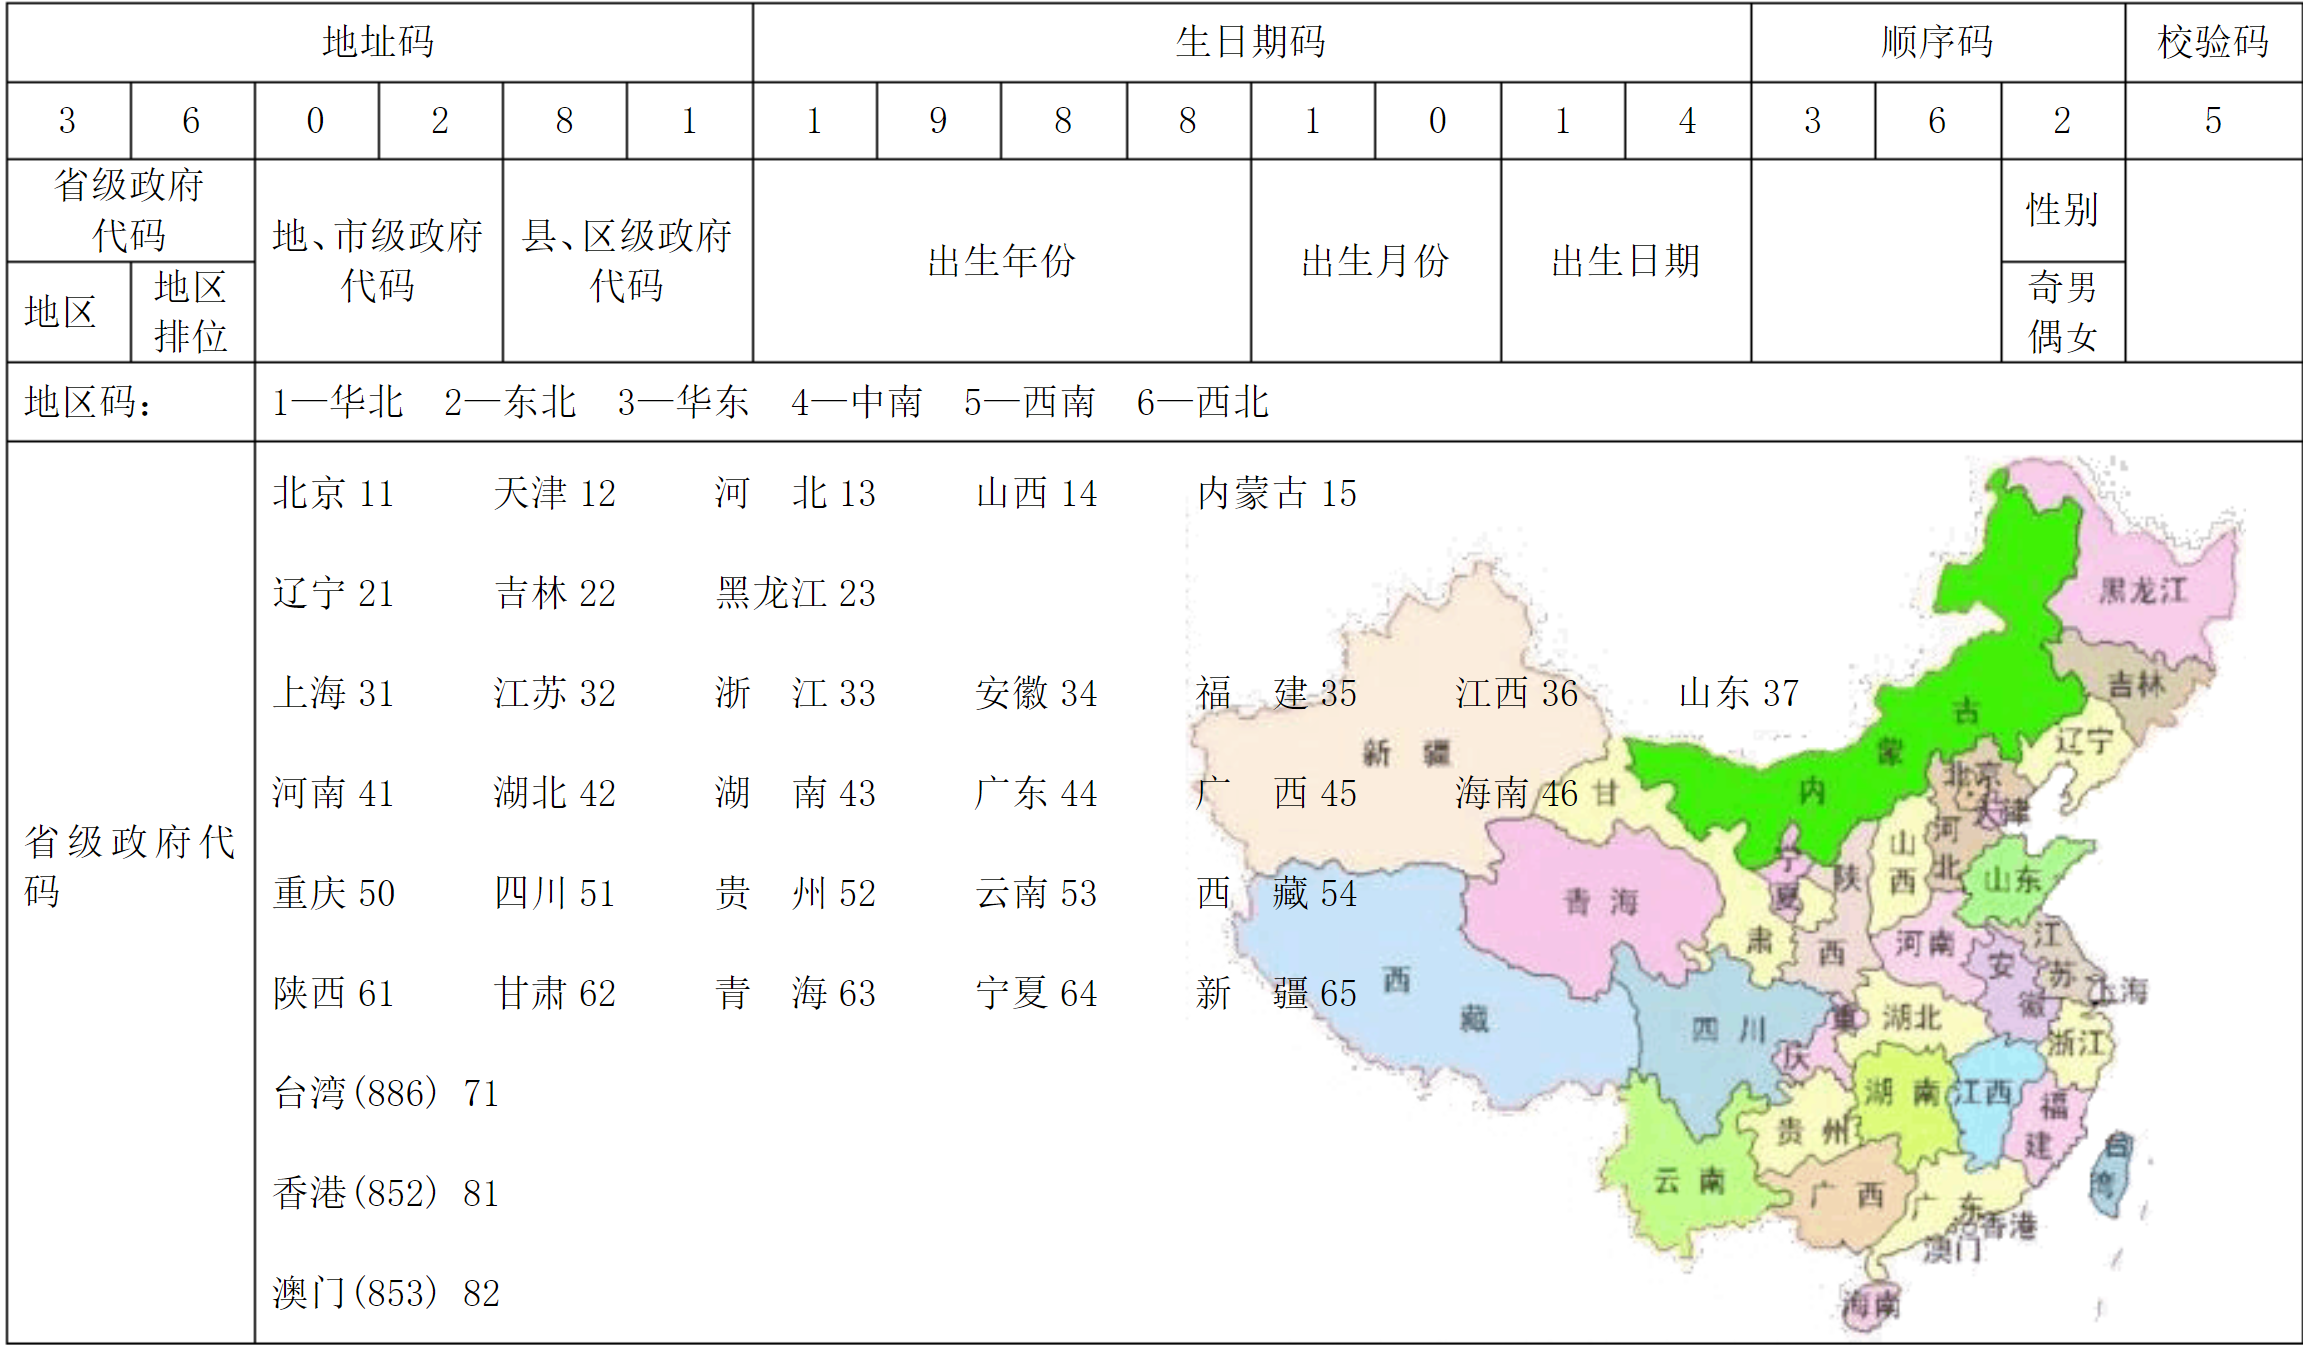 地址码 生日期码 顺序码 校验码
3 6 0 2 8 1 1 9 8 8 1 0 1 4 3 6 2 5
省级政府
代码
地区
地区
排位
地、市级政府
代码
县、区级政府
代码
出生年份
出生月份
出生日期
性别
奇男
偶女
地区码： 1—华北 2—东北 3—华东 4—中南 5—西南 6—西北
省级政府代
码
北京 11 天津 12 河 北 13 山西 14 内蒙古 15
辽宁 21 吉林 22 黑龙江 23
上海 31 江苏 32 浙 江 33 安徽 34 福 建 35 江西 36 山东 37
河南 41 湖北 42 湖 南 43 广东 44 广 西 45 海南 46
重庆 50 四川 51 贵 州 52 云南 53 西 藏 54
陕西 61 甘肃 62 青 海 63 宁夏 64 新 疆 65
台湾(886) 71
香港(852) 81
澳门(853) 82
黑龙江
吉林
辽宁
内蒙古
新疆
北京
天津
甘肃
河北
山西
宁夏
陕西
山东
青海
河南
江苏
安徽
西藏
上海
四川
重庆
湖北
浙江
湖南
江西
福建
贵州
台湾
云南
广西
广东
香港
澳门
海南